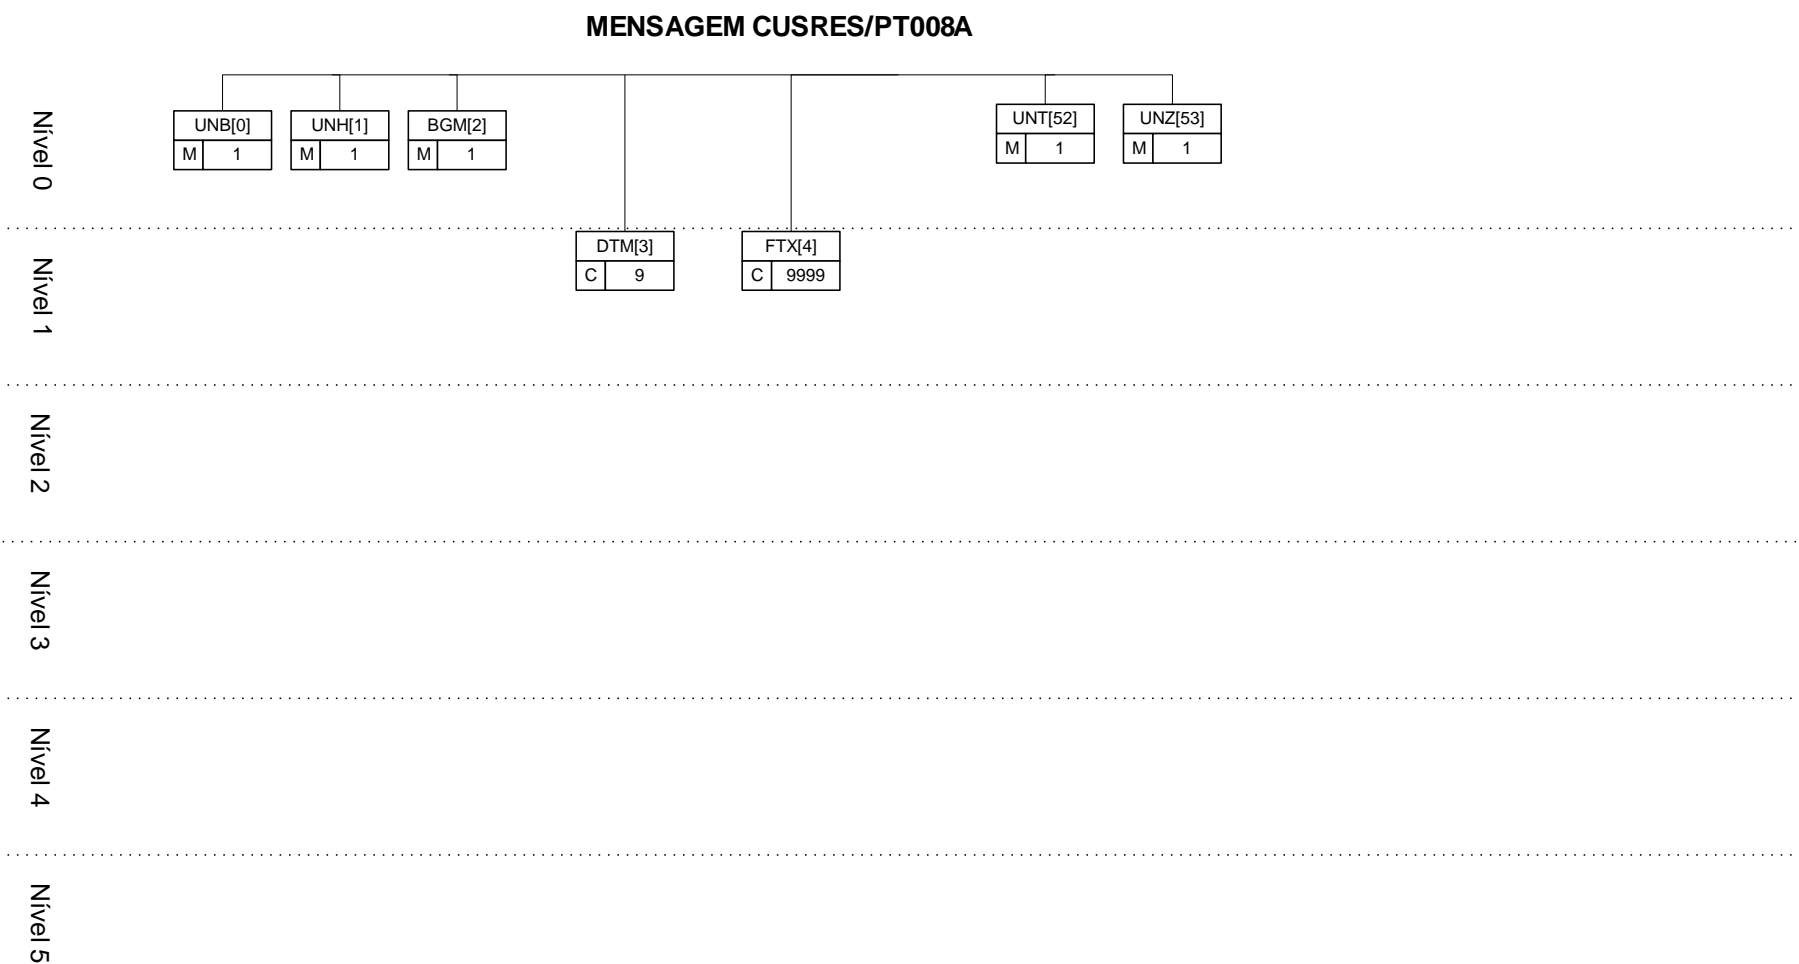 MENSAGEM CUSRES/PT008A
Nível 0
UNB[0]
M 1
UNH[1]
M 1
BGM[2]
M 1
UNT[52]
M 1
UNZ[53]
M 1
Nível 1
DTM[3]
C 9
FTX[4]
C 9999
Nível 2
Nível 3
Nível 4
Nível 5